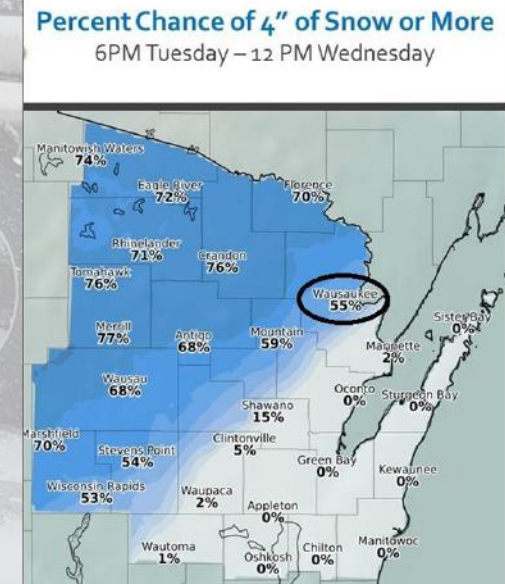 Percent Chance of 4" of Snow or More
6PM Tuesday – 12 PM Wednesday
Manitowish Waters
74%
Eagle River
72%
Florence
70%
Rhinelander
71%
Crandon
76%
Tomahawk
76%
Wausaukee
55%
Sister Bay
0%
Merrill
77%
Antigo
68%
Mountain
59%
Marinette
2%
Wausau
68%
Oconto
0%
Sturgeon Bay
0%
Shawano
15%
Marshfield
70%
Stevens Point
54%
Clintonville
5%
Green Bay
0%
Kewaunee
0%
Wisconsin Rapids
53%
Waupaca
2%
Appleton
0%
Wautoma
1%
Oshkosh
0%
Chilton
0%
Manitowoc
0%